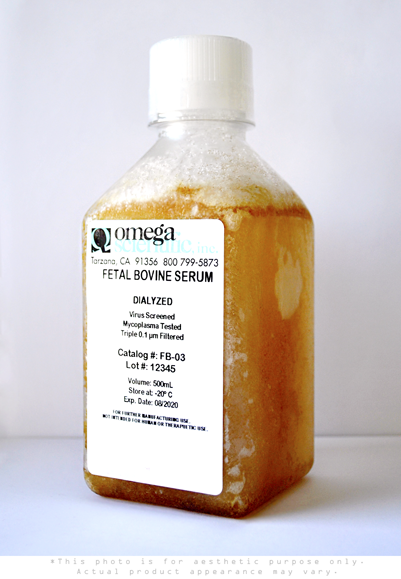 omega
scientific, inc.
Tarzana, CA 91356 800 799-5873
FETAL BOVINE SERUM
DIALYZED
Virus Screened
Mycoplasma Tested
Triple 0.1 µm Filtered
Catalog #: FB-03
Lot #: 12345
Volume: 500mL
Store at: -20º C
Exp. Date: 08/2020
FOR FURTHER MANUFACTURING USE.
NOT INTENDED FOR HUMAN OR THERAPUTIC USE.
*This photo is for aesthetic purpose only.
Actual product appearance may vary.